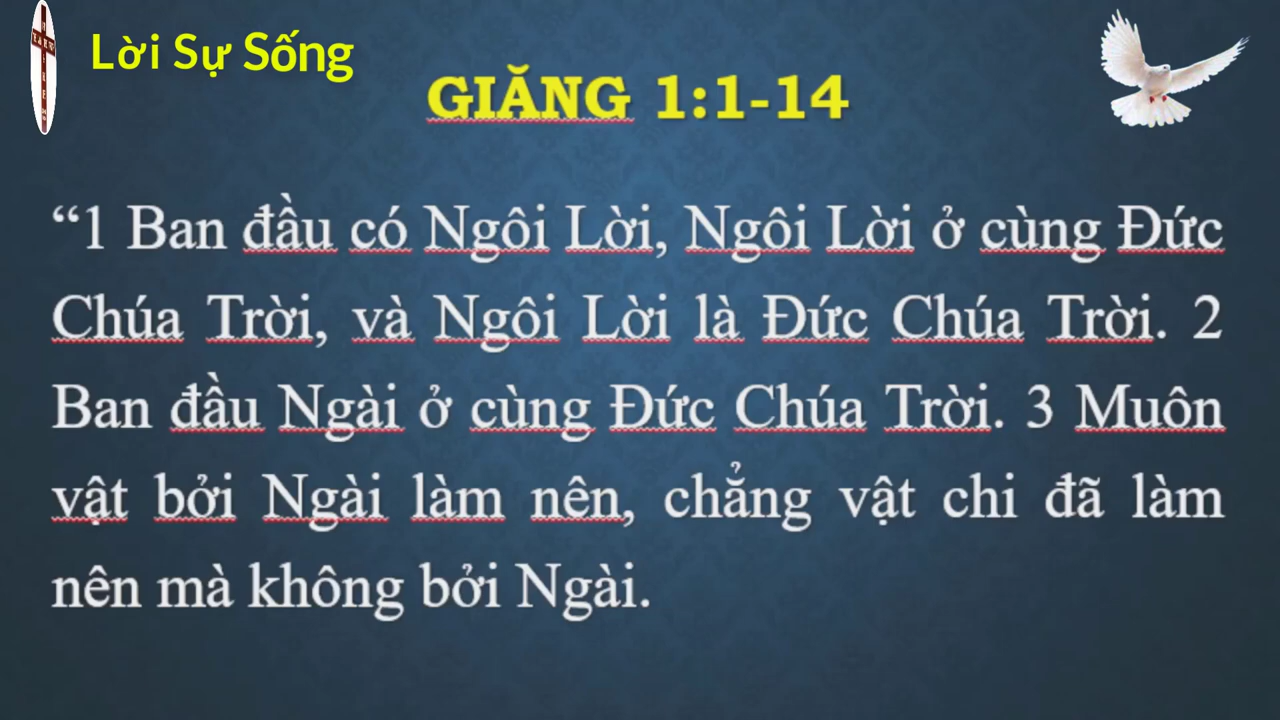 Lời Sự Sống
GIĂNG 1:1-14
“1 Ban đầu có Ngôi Lời, Ngôi Lời ở cùng Đức
Chúa Trời, và Ngôi Lời là Đức Chúa Trời. 2
Ban đầu Ngài ở cùng Đức Chúa Trời. 3 Muôn
vật bởi Ngài làm nên, chẳng vật chi đã làm
nên mà không bởi Ngài.